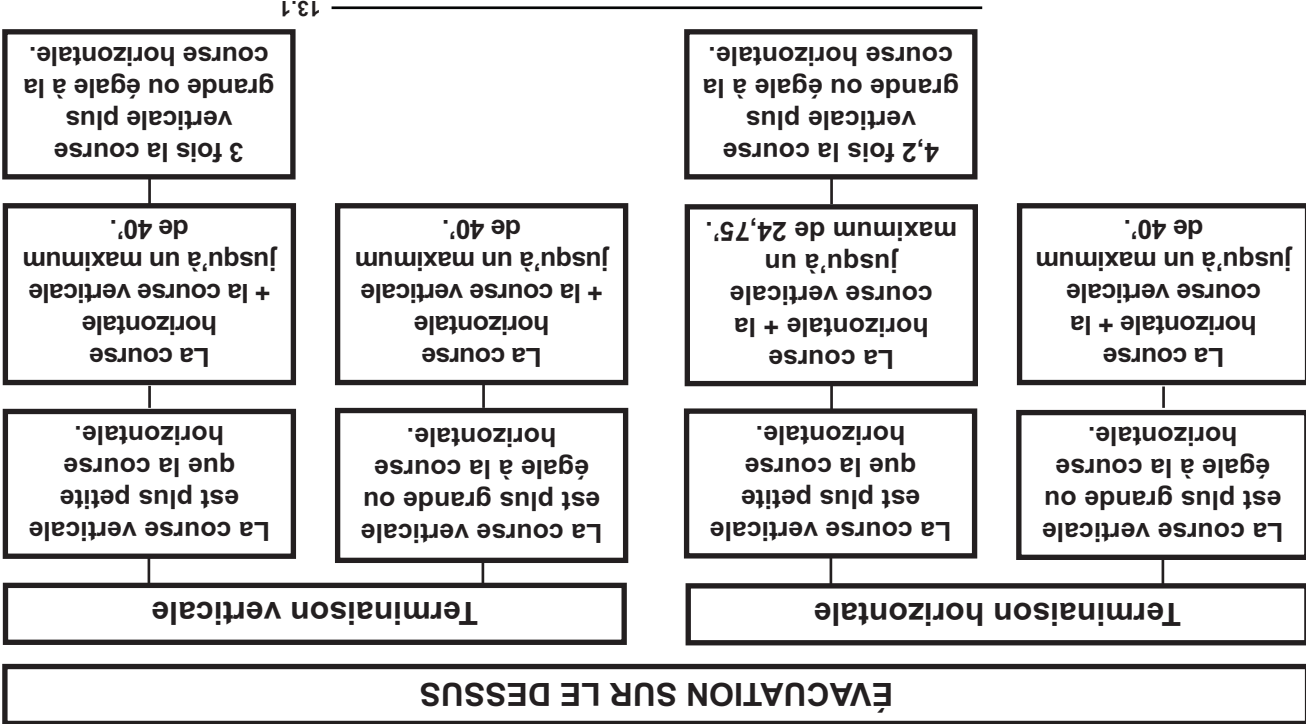 ÉVACUATION SUR LE DESSUS
Terminaison horizontale
La course verticale
est plus grande ou
égale à la course
horizontale.
La course
horizontale + la
course verticale
jusqu'à un maximum
de 40'.
La course verticale
est plus petite
que la course
horizontale.
La course
horizontale + la
course verticale
jusqu'à un
maximum de 24,75'.
4,2 fois la course
verticale plus
grande ou égale à la
course horizontale.
Terminaison verticale
La course verticale
est plus grande ou
égale à la course
horizontale.
La course
horizontale
+ la course verticale
jusqu'à un maximum
de 40'.
La course verticale
est plus petite
que la course
horizontale.
La course
horizontale
+ la course verticale
jusqu'à un maximum
de 40'.
3 fois la course
verticale plus
grande ou égale à la
course horizontale.
13.1